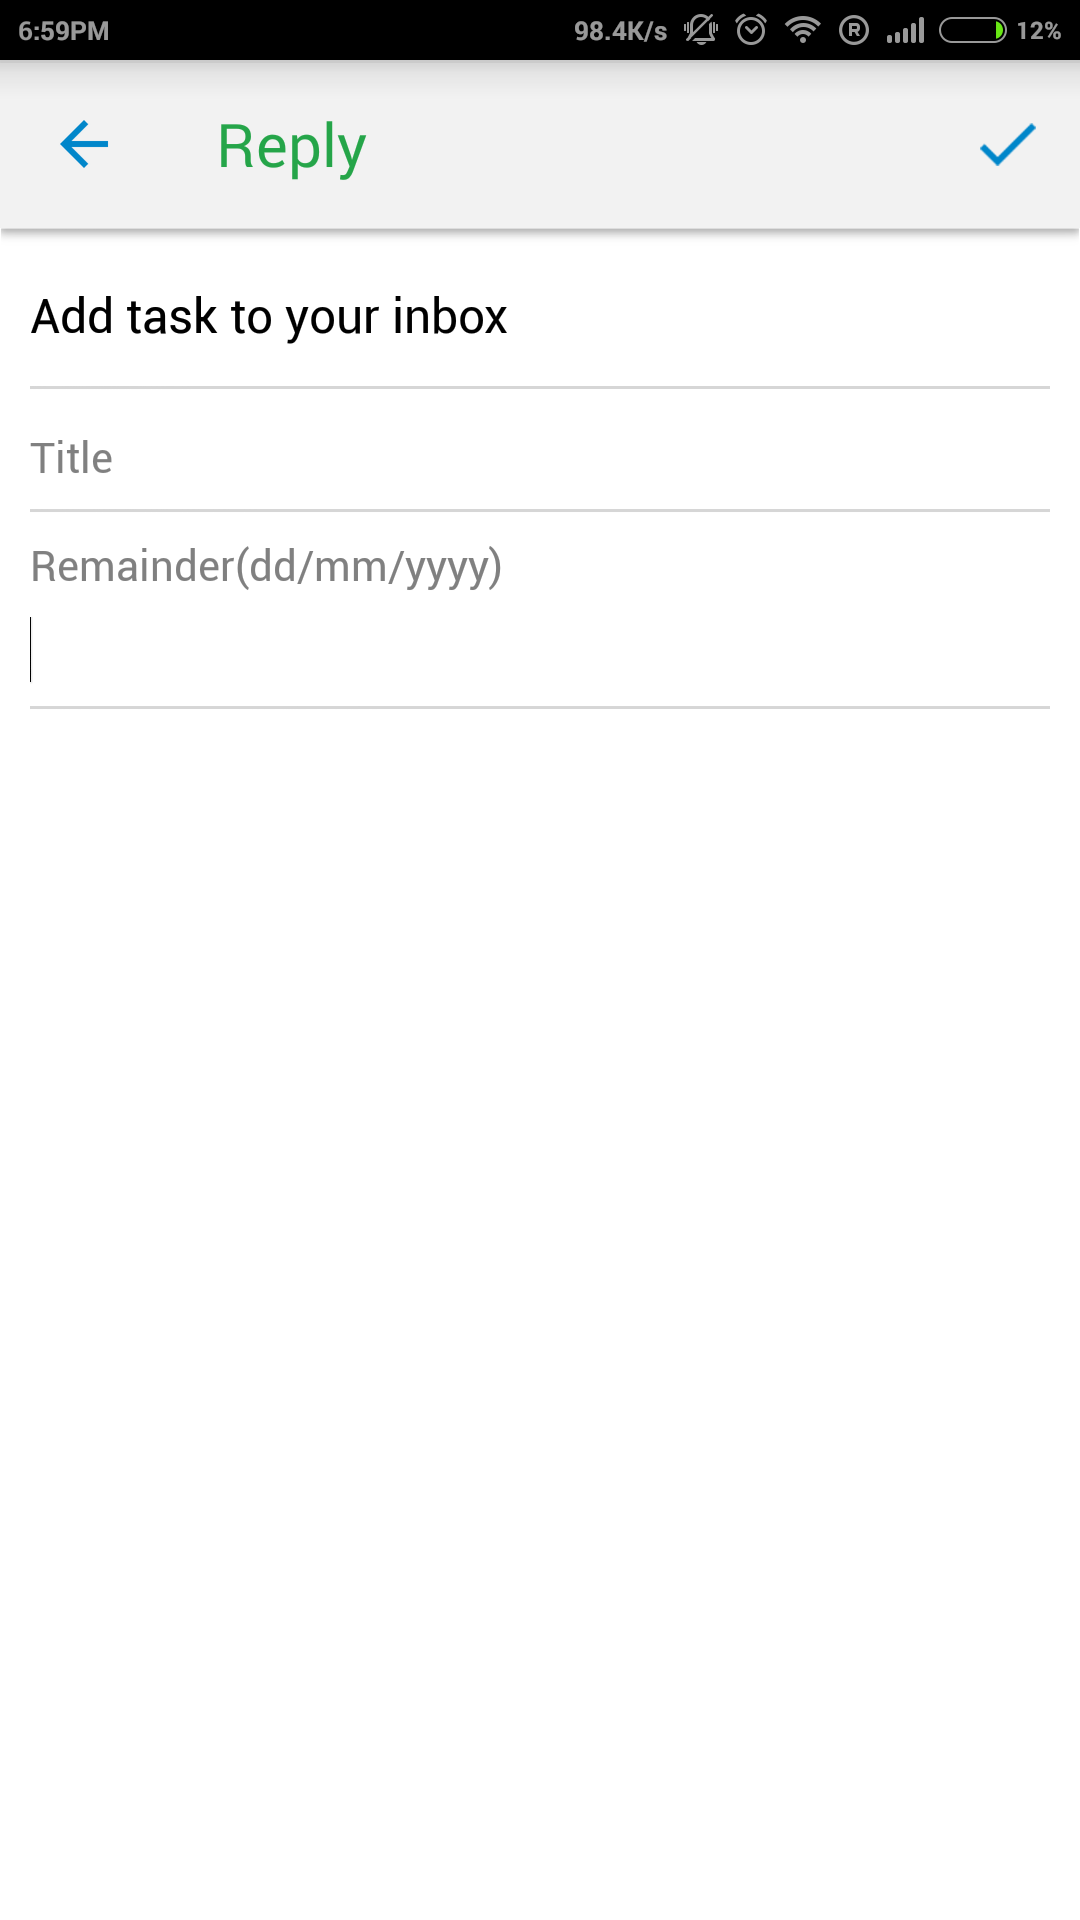 6:59PM 98.4K/s R 12%
Reply
Add task to your inbox
Title
Remainder(dd/mm/yyyy)